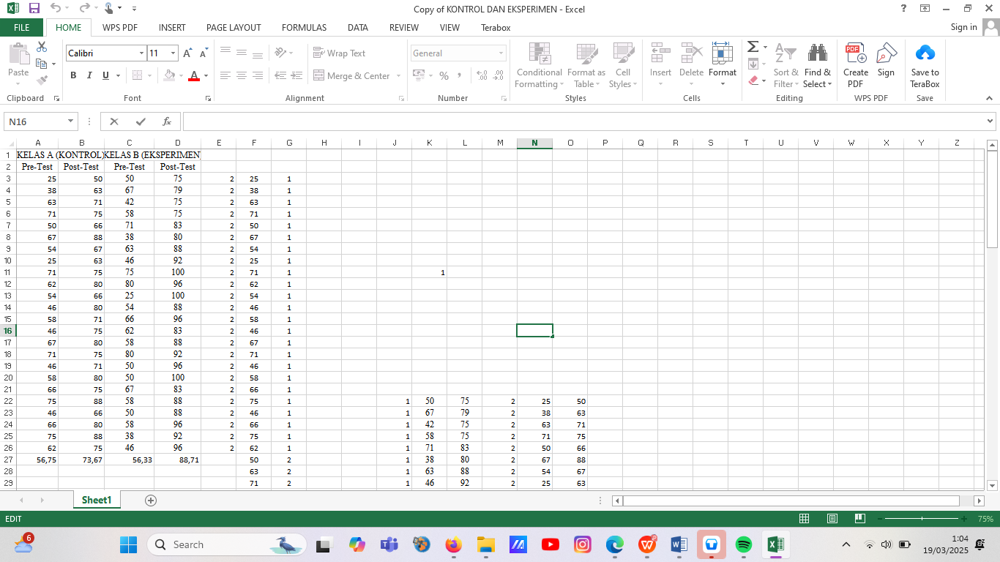 Copy of KONTROL DAN EKSPERIMEN - Excel
FILE HOME WPS PDF INSERT PAGE LAYOUT FORMULAS DATA REVIEW VIEW Terabox Sign in
Calibri 11 Wrap Text General
Paste B I U Merge & Center % , Conditional Formatting Format as Table Cell Styles Insert Delete Format Sort & Filter Find & Select Create PDF Sign Save to TeraBox
Clipboard Font Alignment Number Styles Cells Editing WPS PDF Save
N16 fx
A B C D E F G H I J K L M N O P Q R S T U V W X Y Z
1 KELAS A (KONTROL) KELAS B (EKSPERIMEN
2 Pre-Test Post-Test Pre-Test Post-Test
3 25 50 50 75 2 25 1
4 38 63 67 79 2 38 1
5 63 71 42 75 2 63 1
6 71 75 58 75 2 71 1
7 50 66 71 83 2 50 1
8 67 88 38 80 2 67 1
9 54 67 63 88 2 54 1
10 25 63 46 92 2 25 1
11 71 75 75 100 2 71 1 1
12 62 80 80 96 2 62 1
13 54 66 25 100 2 54 1
14 46 80 54 88 2 46 1
15 58 71 66 96 2 58 1
16 46 75 62 83 2 46 1
17 67 80 58 88 2 67 1
18 71 75 80 92 2 71 1
19 46 71 50 96 2 46 1
20 58 80 50 100 2 58 1
21 66 75 67 83 2 66 1
22 75 88 58 88 2 75 1 1 50 75 2 25 50
23 46 66 50 88 2 46 1 1 67 79 2 38 63
24 66 80 58 96 2 66 1 1 42 75 2 63 71
25 75 88 38 92 2 75 1 1 58 75 2 71 75
26 62 75 46 96 2 62 1 1 71 83 2 50 66
27 56,75 73,67 56,33 88,71 50 2 1 38 80 2 67 88
28 63 2 1 63 88 2 54 67
29 71 2 1 46 92 2 25 63
Sheet1
EDIT 75%
6 Search 1:04
19/03/2025